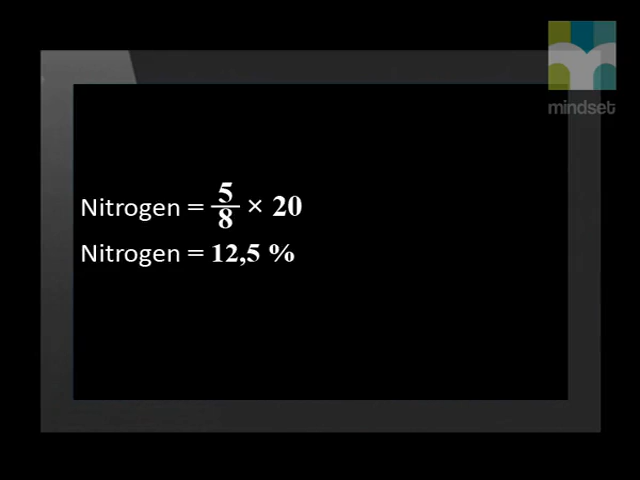 mindset
Nitrogen = 5/8 × 20
Nitrogen = 12,5 %